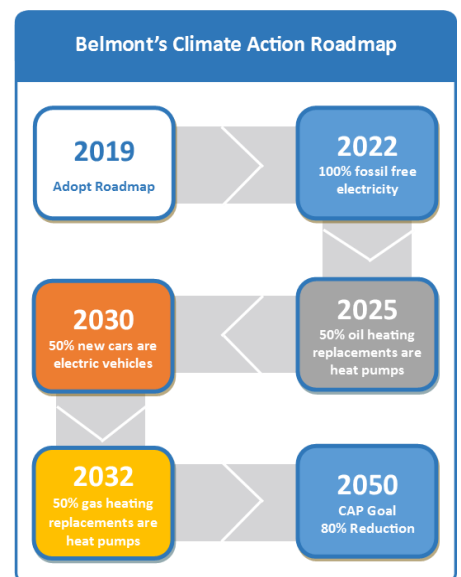 Belmont's Climate Action Roadmap
2019
Adopt Roadmap
2022
100% fossil free
electricity
2025
50% oil heating
replacements are
heat pumps
2030
50% new cars are
electric vehicles
2032
50% gas heating
replacements are
heat pumps
2050
CAP Goal
80% Reduction